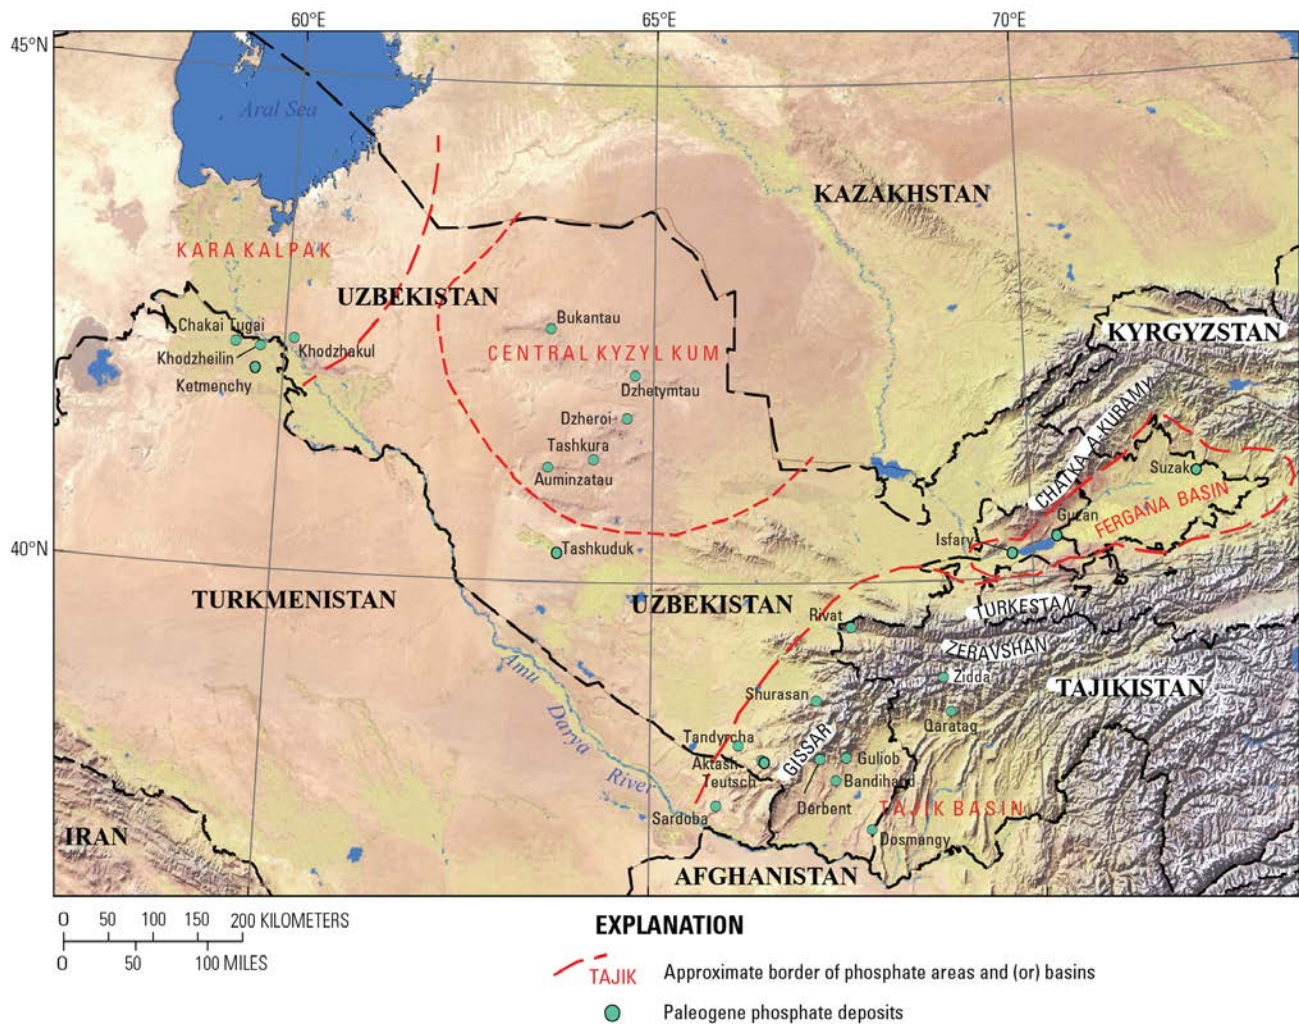 60°E
65°E
70°E
45°N
Aral Sea
KAZAKHSTAN
KARA KALPAK
UZBEKISTAN
Bukantau
Chakai Tugai
KYRGYZSTAN
CENTRAL KYZYL KUM
Khodzheilin
Khodzhakul
Ketmenchy
Dzhetymtau
Dzheroi
CHATKA A-KURAMY
Tashkura
Suzak
Auminzatau
FERGANA BASIN
Guzan
Isfary
40°N
Tashkuduk
TURKMENISTAN
UZBEKISTAN
TURKESTAN
Rivat
ZERAVSHAN
Amu
Zidda
TAJIKISTAN
Shurasan
Darya
Qaratag
Tandyrcha
GISSAR
Aktash
Guliob
River
Teutsch
Bandihand
Derbent
TAJIK BASIN
Sardoba
IRAN
Dosmangy
AFGHANISTAN
0 50 100 150 200 KILOMETERS
0 50 100 MILES
EXPLANATION
TAJIK Approximate border of phosphate areas and (or) basins
Paleogene phosphate deposits